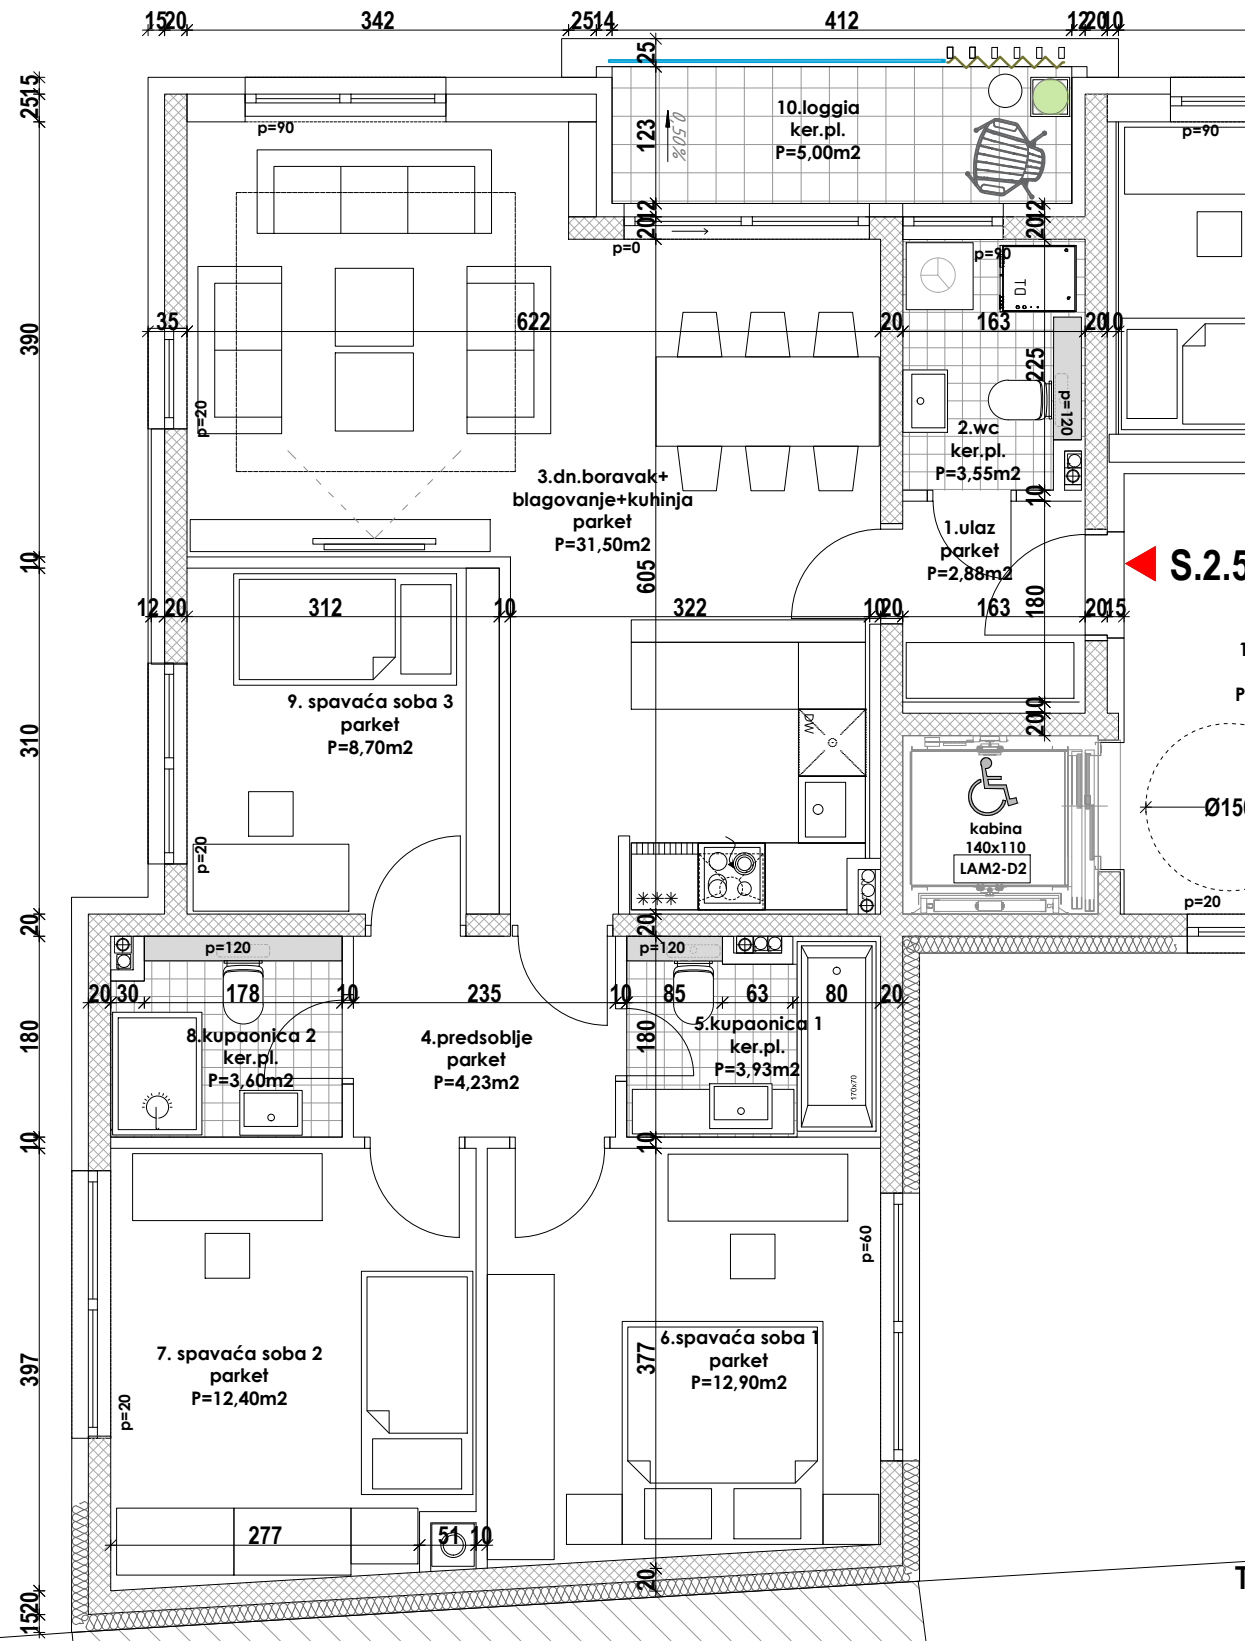 15 20 342 25 14 412 12 20 10
25 15
25
p=90
10.loggia
ker.pl.
P=5,00m2
123
0,50%
p=90
12
20
p=0
12
20
p=90
TD
390
35 622 20 163 20 10
225
p=20
p=120
2.wc
ker.pl.
P=3,55m2
3.dn.boravak+
blagovanje+kuhinja
parket
P=31,50m2
10
1.ulaz
parket
P=2,88m2
S.2.5
10
605
180
12 20 312 10 322 10 20 163 20 15
9. spavaća soba 3
parket
P=8,70m2
310
DW
10
20
kabina
140x110
LAM2-D2
Ø150
p=20
p=20
20
20
p=120
p=120
20 30 178 10 235 10 85 63 80 20
180
180
8.kupaonica 2
ker.pl.
P=3,60m2
4.predsoblje
parket
P=4,23m2
5.kupaonica 1
ker.pl.
P=3,93m2
170x70
10
10
p=60
397
377
7. spavaća soba 2
parket
P=12,40m2
6.spavaća soba 1
parket
P=12,90m2
p=20
277 51 10
20
15 20